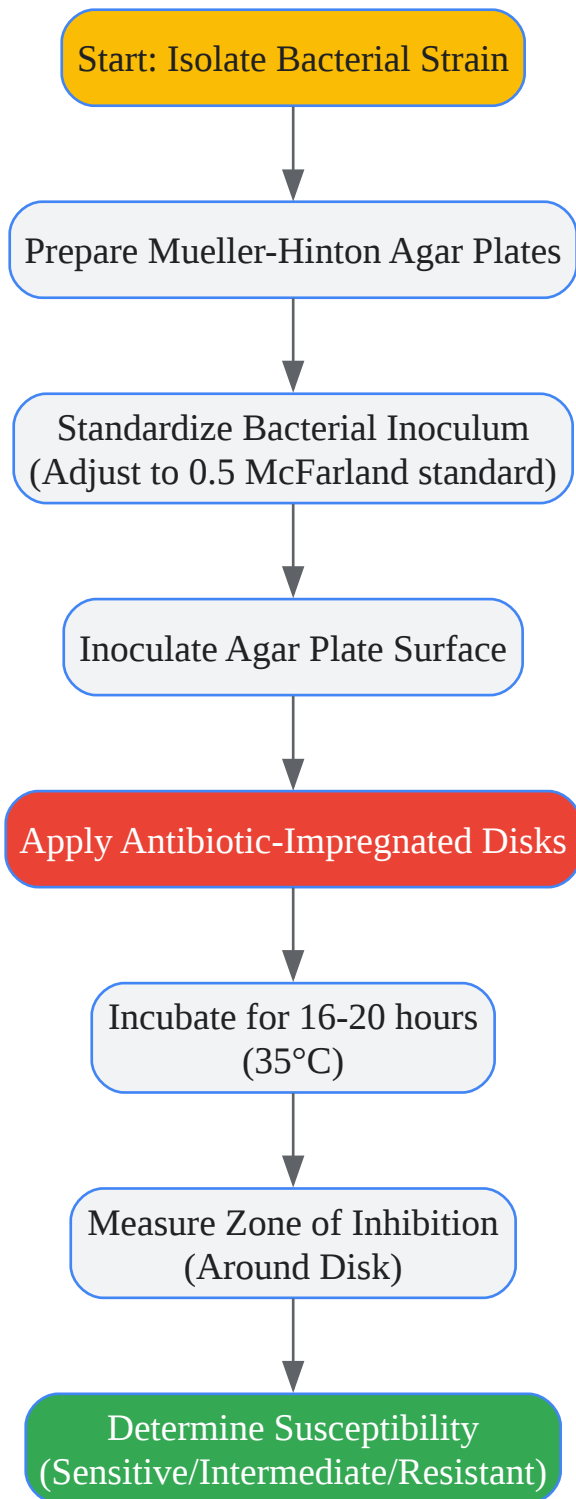 Start: Isolate Bacterial Strain
Prepare Mueller-Hinton Agar Plates
Standardize Bacterial Inoculum
(Adjust to 0.5 McFarland standard)
Inoculate Agar Plate Surface
Apply Antibiotic-Impregnated Disks
Incubate for 16-20 hours
(35°C)
Measure Zone of Inhibition
(Around Disk)
Determine Susceptibility
(Sensitive/Intermediate/Resistant)